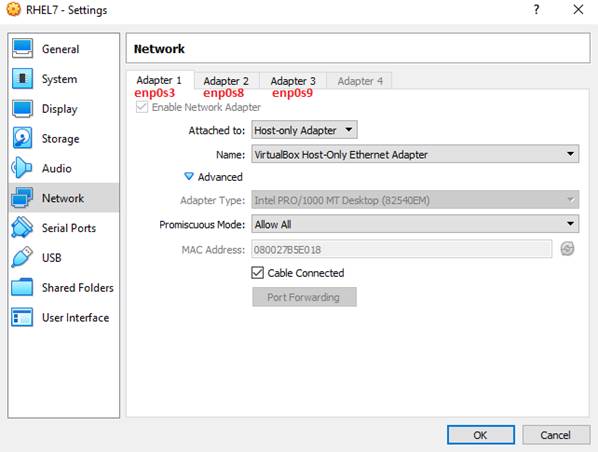 RHEL7 - Settings
?
General
System
Display
Storage
Audio
Network
Serial Ports
USB
Shared Folders
User Interface
Network
Adapter 1 Adapter 2 Adapter 3 Adapter 4
enp0s3 enp0s8 enp0s9
Enable Network Adapter
Attached to: Host-only Adapter
Name: VirtualBox Host-Only Ethernet Adapter
Advanced
Adapter Type: Intel PRO/1000 MT Desktop (82540EM)
Promiscuous Mode: Allow All
MAC Address: 080027B5E018
Cable Connected
Port Forwarding
OK Cancel